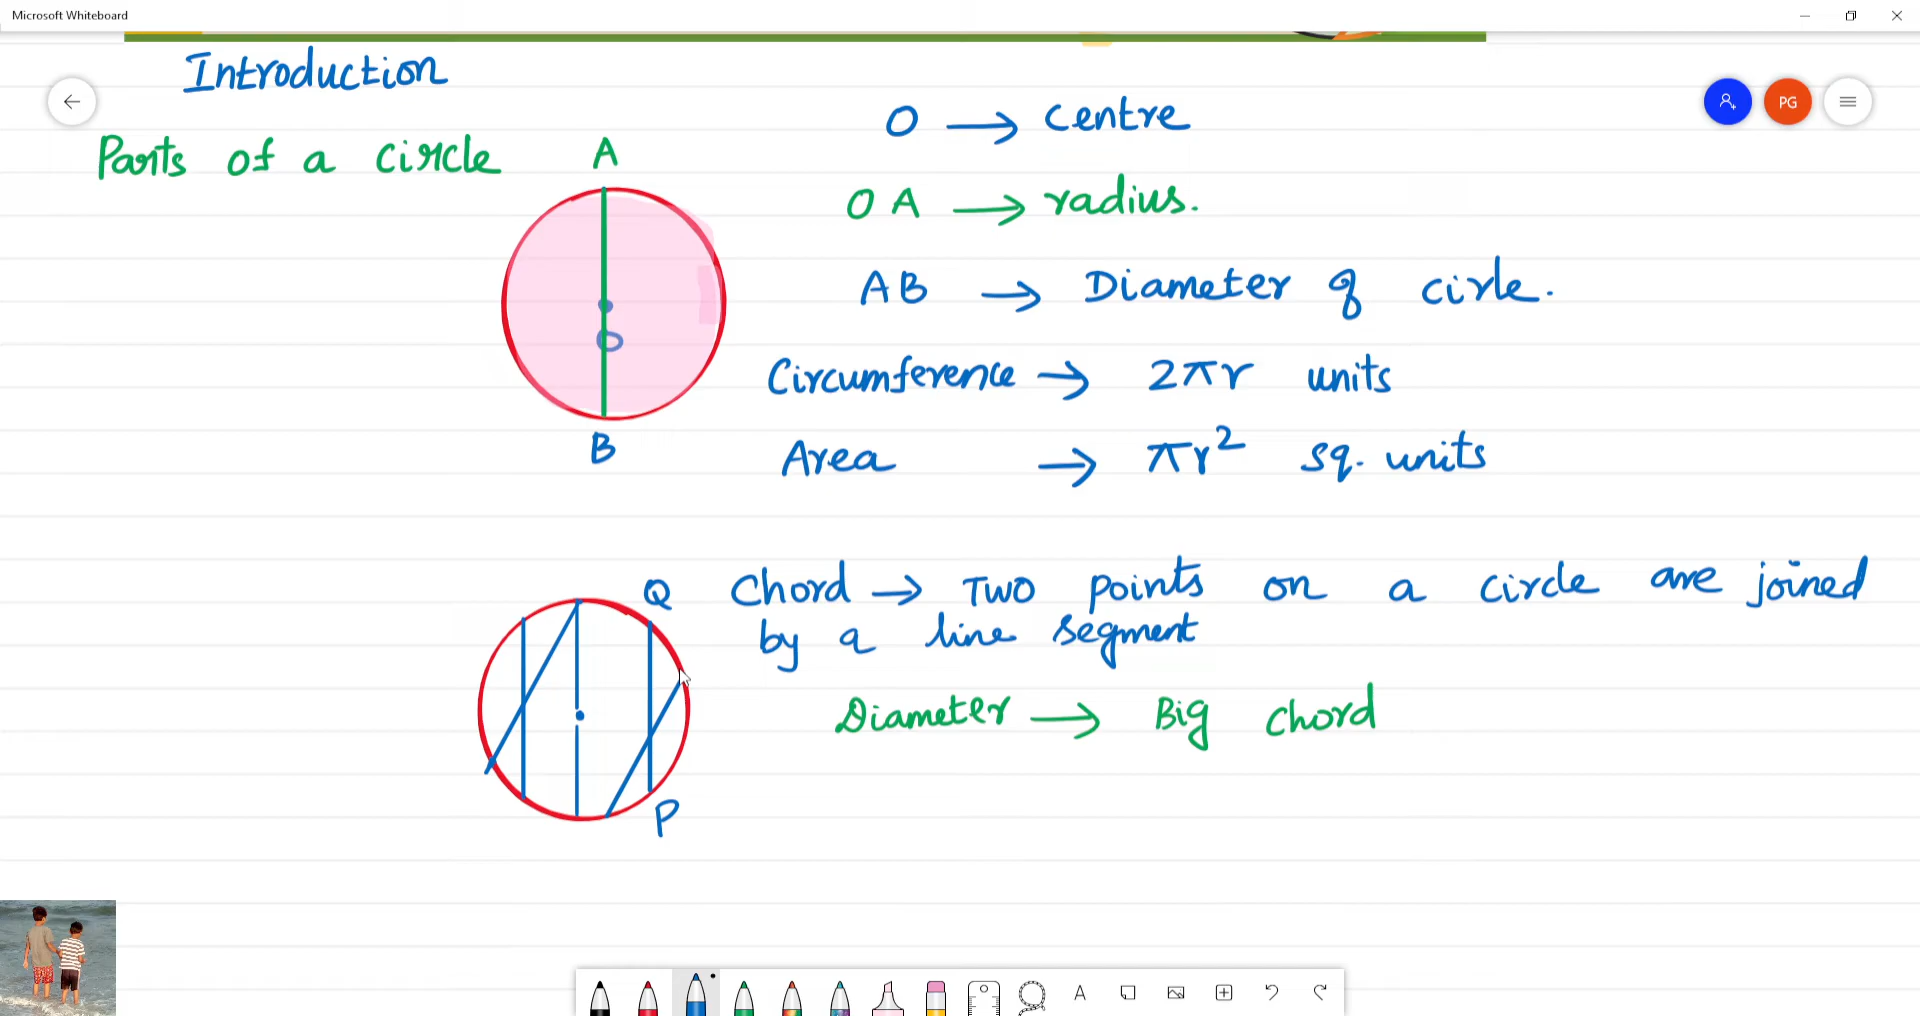 Microsoft Whiteboard
Introduction
Parts of a circle
A
O
B
O → centre
OA → radius.
AB → Diameter of cirle.
Circumference → 2πr units
Area → πr² sq. units
PG
Q
P
Chord → Two points on a circle are joined
by a line segment
Diameter → Big chord
A